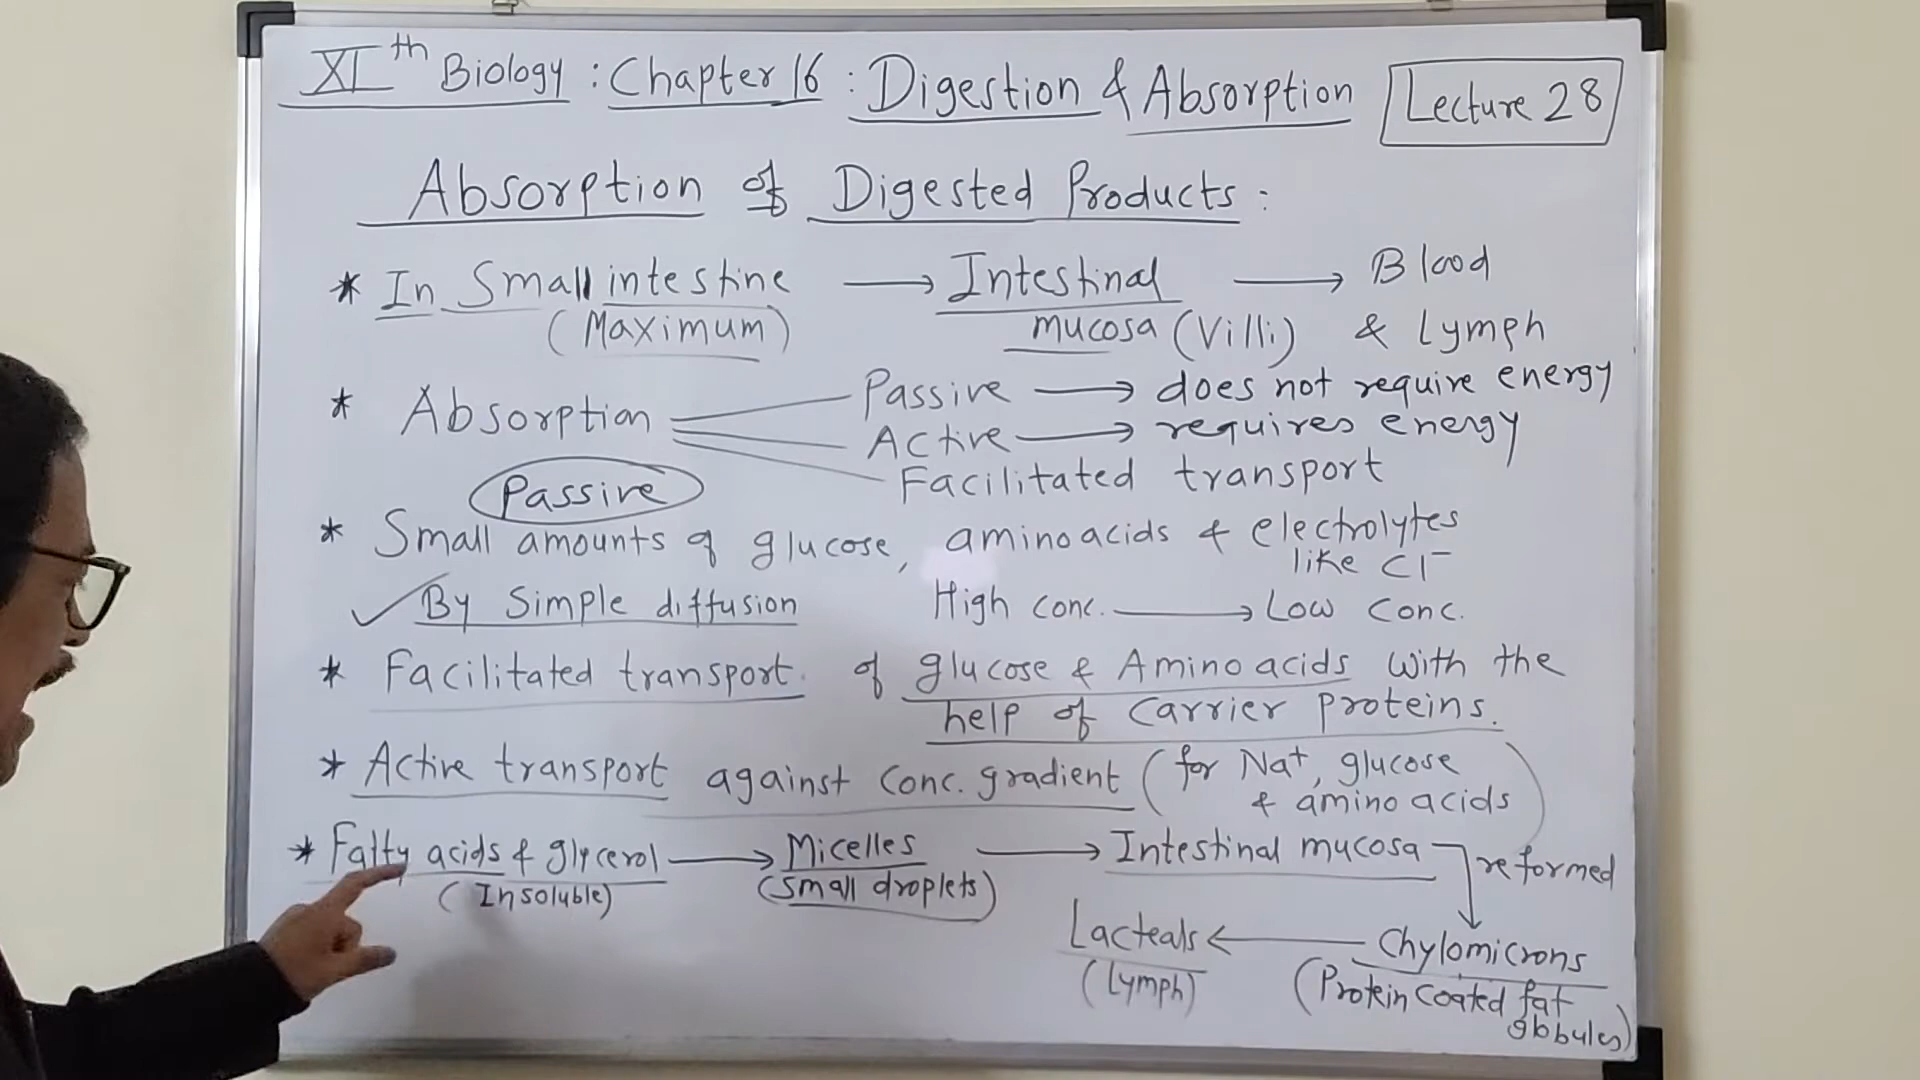 XIth Biology : Chapter 16 : Digestion & Absorption Lecture 28
Absorption of Digested Products :
* In Small intestine → Intestinal → Blood
(Maximum) mucosa (Villi) & Lymph
* Absorption Passive → does not require energy
Active → requires energy
Facilitated transport
Passive
* Small amounts of glucose, amino acids & electrolytes
like Cl⁻
✓ By Simple diffusion High conc. → Low Conc.
* Facilitated transport of glucose & Amino acids with the
help of Carrier Proteins.
* Active transport against Conc. gradient (for Na⁺, glucose
& amino acids)
* Fatty acids & glycerol → Micelles → Intestinal mucosa reformed
(Insoluble) (Small droplets)
Lacteals ← Chylomicrons
(Lymph) (Protein Coated fat
globules)